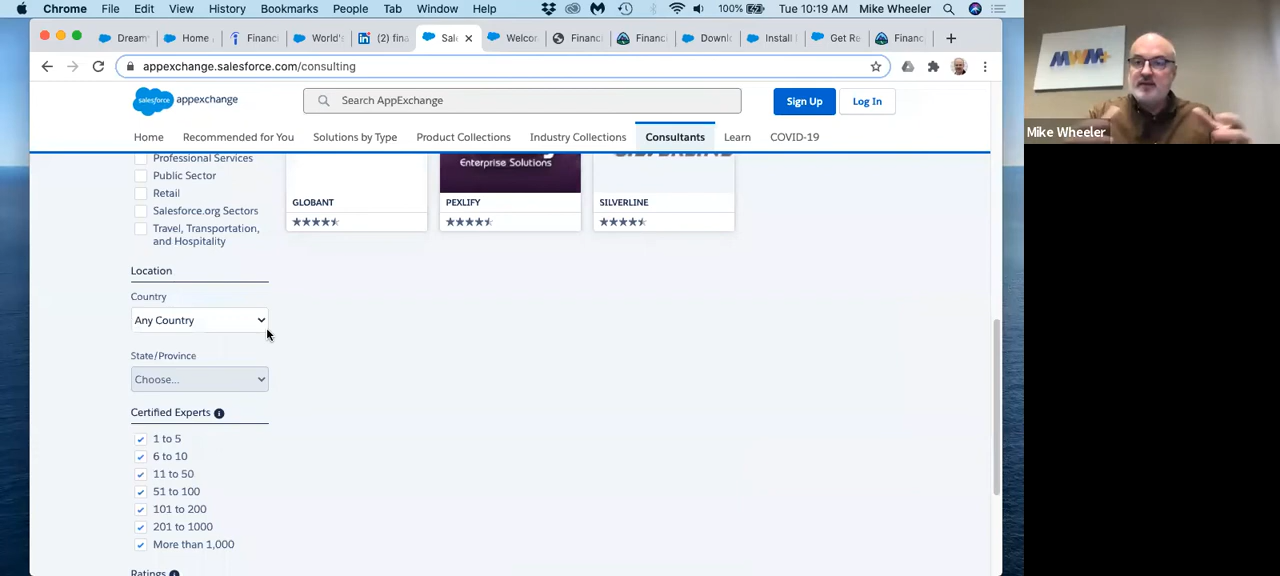 Chrome File Edit View History Bookmarks People Tab Window Help 100% Tue 10:19 AM Mike Wheeler
Dream Home Financ World's (2) fina Sal Welcor Financi Financi Downl Install Get Re Financ
appexchange.salesforce.com/consulting
salesforce appexchange Search AppExchange Sign Up Log In
MWM+
Mike Wheeler
Home Recommended for You Solutions by Type Product Collections Industry Collections Consultants Learn COVID-19
Professional Services
Public Sector
Retail
Salesforce.org Sectors
Travel, Transportation,
and Hospitality
Enterprise Solutions
SILVERLINE
GLOBANT PEXLIFY SILVERLINE
Location
Country
Any Country
State/Province
Choose...
Certified Experts
1 to 5
6 to 10
11 to 50
51 to 100
101 to 200
201 to 1000
More than 1,000
Ratings